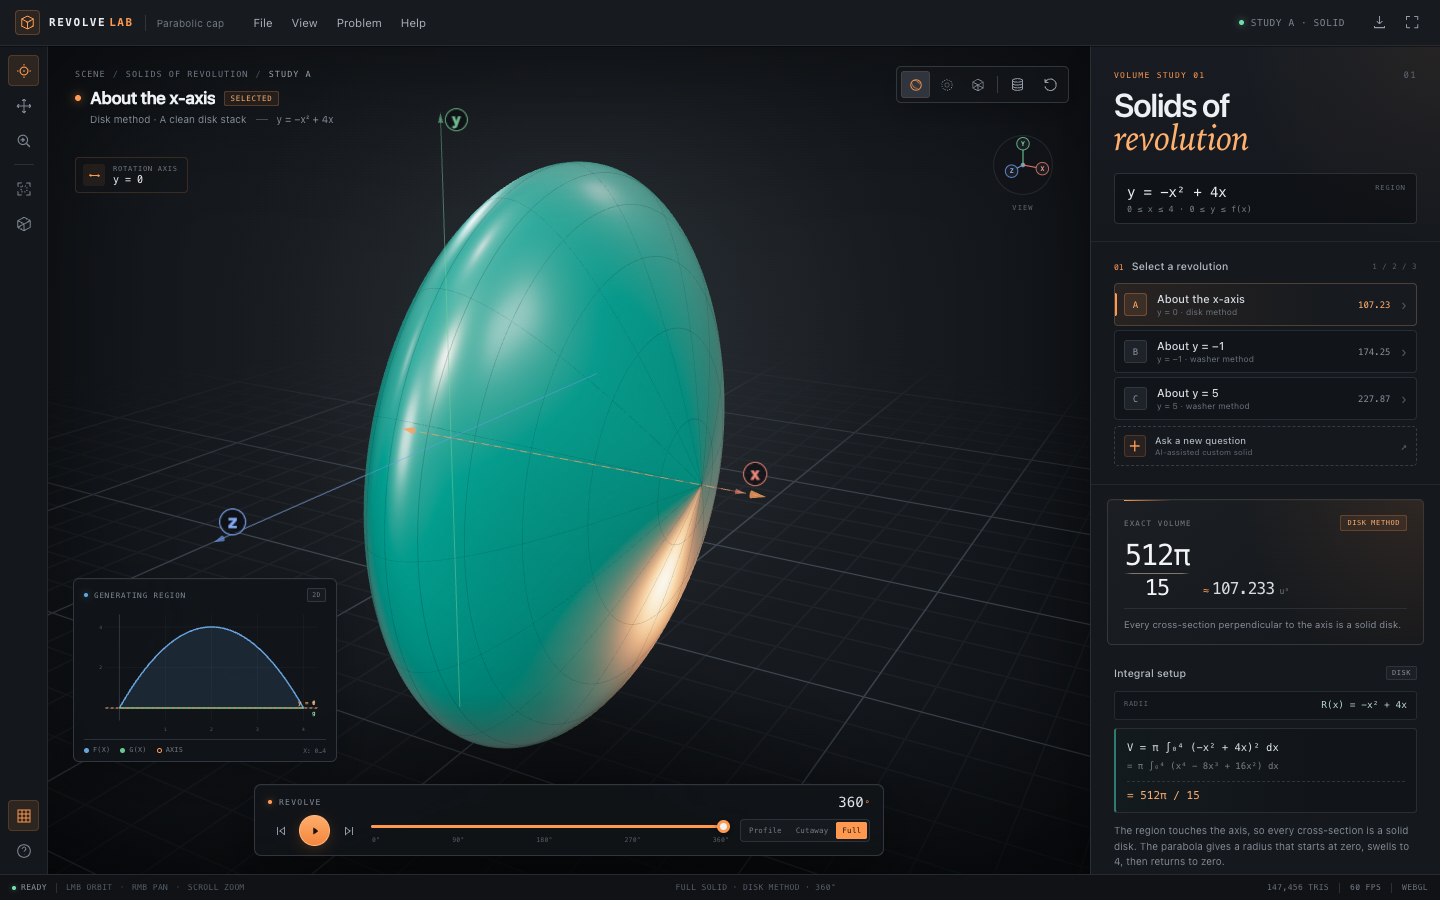 REVOLVE LAB
Parabolic cap
File View Problem Help
STUDY A · SOLID
SCENE / SOLIDS OF REVOLUTION / STUDY A
About the x-axis SELECTED
Disk method · A clean disk stack — y = −x² + 4x
ROTATION AXIS
y = 0
y
x
z
Y
Z X
VIEW
GENERATING REGION 2D
4
2
1 2 3 4
F(X) G(X) AXIS X: 0…4
REVOLVE 360°
0° 90° 180° 270° 360°
Profile Cutaway Full
VOLUME STUDY 01 01
Solids of
revolution
y = −x² + 4x REGION
0 ≤ x ≤ 4 · 0 ≤ y ≤ f(x)
01 Select a revolution 1 / 2 / 3
A About the x-axis 107.23
y = 0 · disk method
B About y = −1 174.25
y = −1 · washer method
C About y = 5 227.87
y = 5 · washer method
Ask a new question
AI-assisted custom solid
EXACT VOLUME DISK METHOD
512π
15 ≈ 107.233 u³
Every cross-section perpendicular to the axis is a solid disk.
Integral setup DISK
RADII R(x) = −x² + 4x
V = π ∫₀⁴ (−x² + 4x)² dx
= π ∫₀⁴ (x⁴ − 8x³ + 16x²) dx
= 512π / 15
The region touches the axis, so every cross-section is a solid
disk. The parabola gives a radius that starts at zero, swells to
4, then returns to zero.
READY LMB ORBIT · RMB PAN · SCROLL ZOOM
FULL SOLID · DISK METHOD · 360°
147,456 TRIS 60 FPS WEBGL